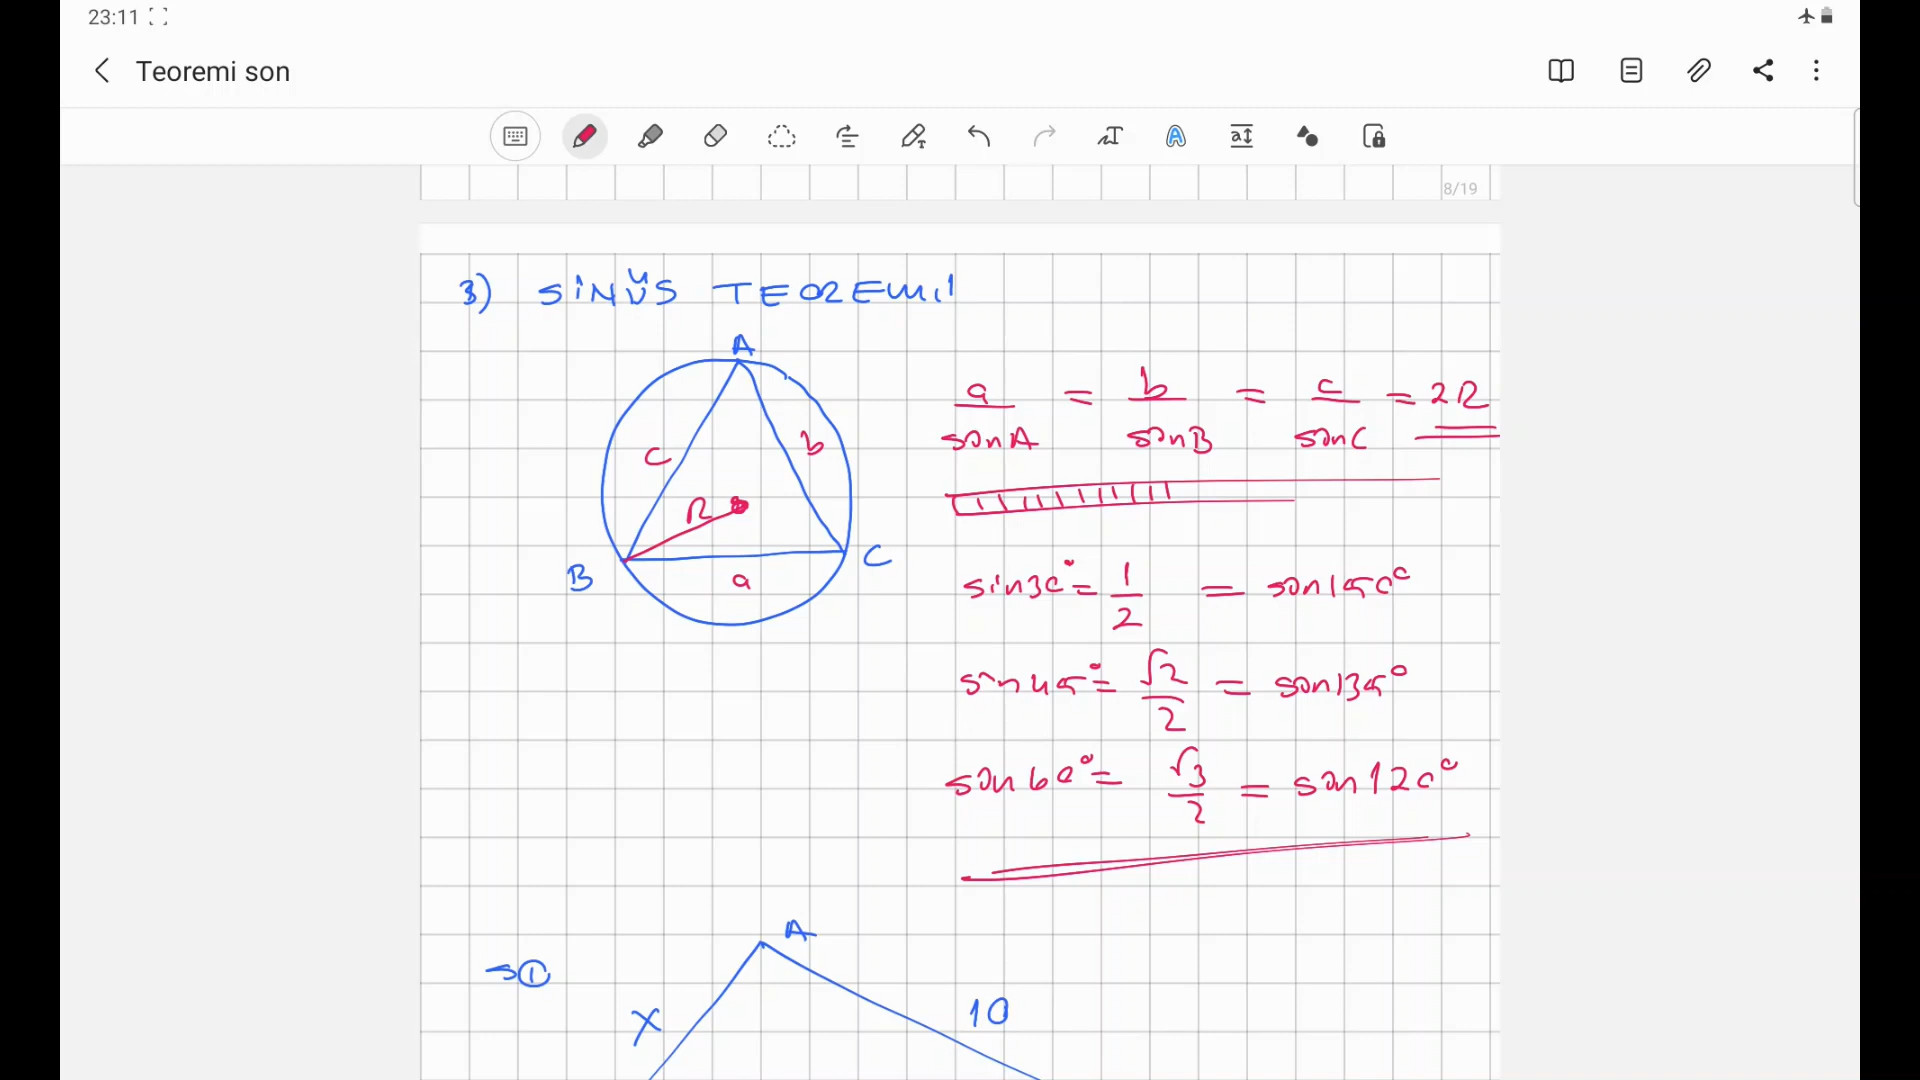 23:11
Teoremi son
8/19
3) SİNÜS TEOREMİ
A
c
b
R
B
a
C
a/sinA = b/sinB = c/sinC = 2R
sin30° = 1/2 = sin150°
sin45° = √2/2 = sin135°
sin60° = √3/2 = sin120°
S①
A
x
10